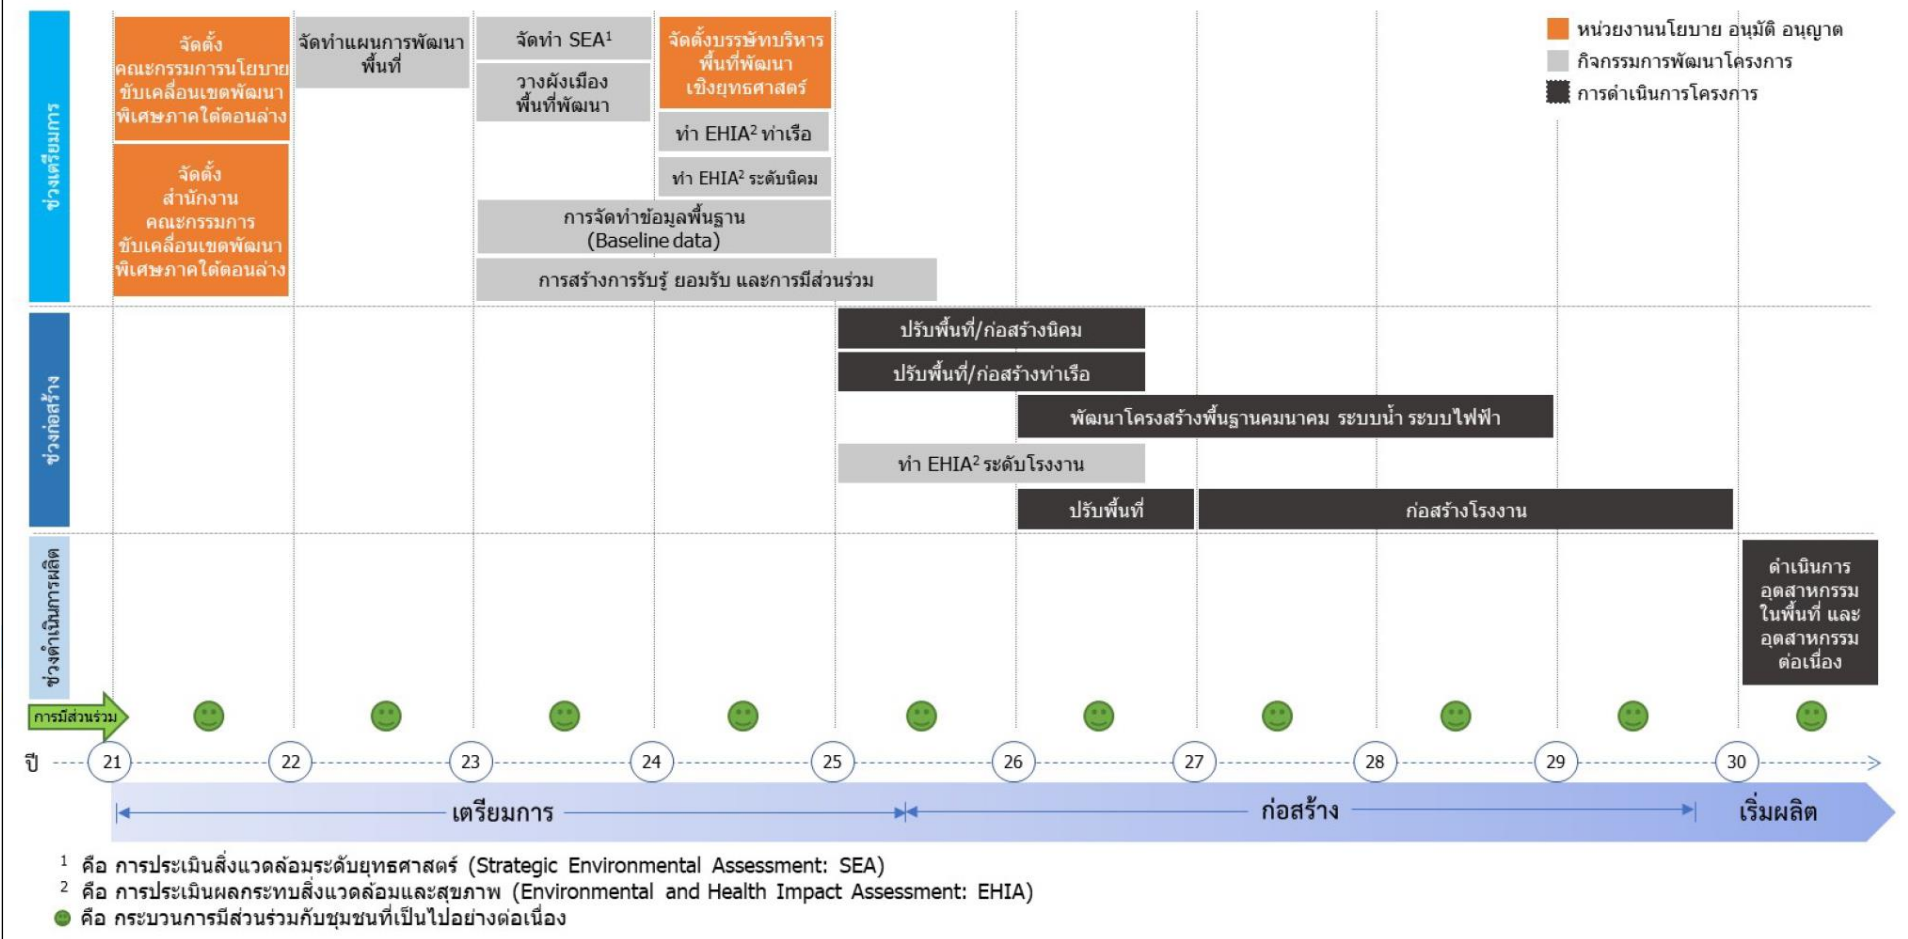 หน่วยงานนโยบาย อนุมัติ อนุญาต
กิจกรรมการพัฒนาโครงการ
การดำเนินการโครงการ
ช่วงเตรียมการ
จัดตั้ง
คณะกรรมการนโยบาย
ขับเคลื่อนเขตพัฒนา
พิเศษภาคใต้ตอนล่าง
จัดตั้ง
สำนักงาน
คณะกรรมการ
ขับเคลื่อนเขตพัฒนา
พิเศษภาคใต้ตอนล่าง
จัดทำแผนการพัฒนา
พื้นที่
จัดทำ SEA¹
วางผังเมือง
พื้นที่พัฒนา
จัดตั้งบรรษัทบริหาร
พื้นที่พัฒนา
เชิงยุทธศาสตร์
ทำ EHIA² ท่าเรือ
ทำ EHIA² ระดับนิคม
การจัดทำข้อมูลพื้นฐาน
(Baseline data)
การสร้างการรับรู้ ยอมรับ และการมีส่วนร่วม
ช่วงก่อสร้าง
ปรับพื้นที่/ก่อสร้างนิคม
ปรับพื้นที่/ก่อสร้างท่าเรือ
พัฒนาโครงสร้างพื้นฐานคมนาคม ระบบน้ำ ระบบไฟฟ้า
ทำ EHIA² ระดับโรงงาน
ปรับพื้นที่
ก่อสร้างโรงงาน
ช่วงดำเนินการผลิต
ดำเนินการ
อุตสาหกรรม
ในพื้นที่ และ
อุตสาหกรรม
ต่อเนื่อง
การมีส่วนร่วม
ปี 21 22 23 24 25 26 27 28 29 30
เตรียมการ ก่อสร้าง เริ่มผลิต
¹ คือ การประเมินสิ่งแวดล้อมระดับยุทธศาสตร์ (Strategic Environmental Assessment: SEA)
² คือ การประเมินผลกระทบสิ่งแวดล้อมและสุขภาพ (Environmental and Health Impact Assessment: EHIA)
คือ กระบวนการมีส่วนร่วมกับชุมชนที่เป็นไปอย่างต่อเนื่อง